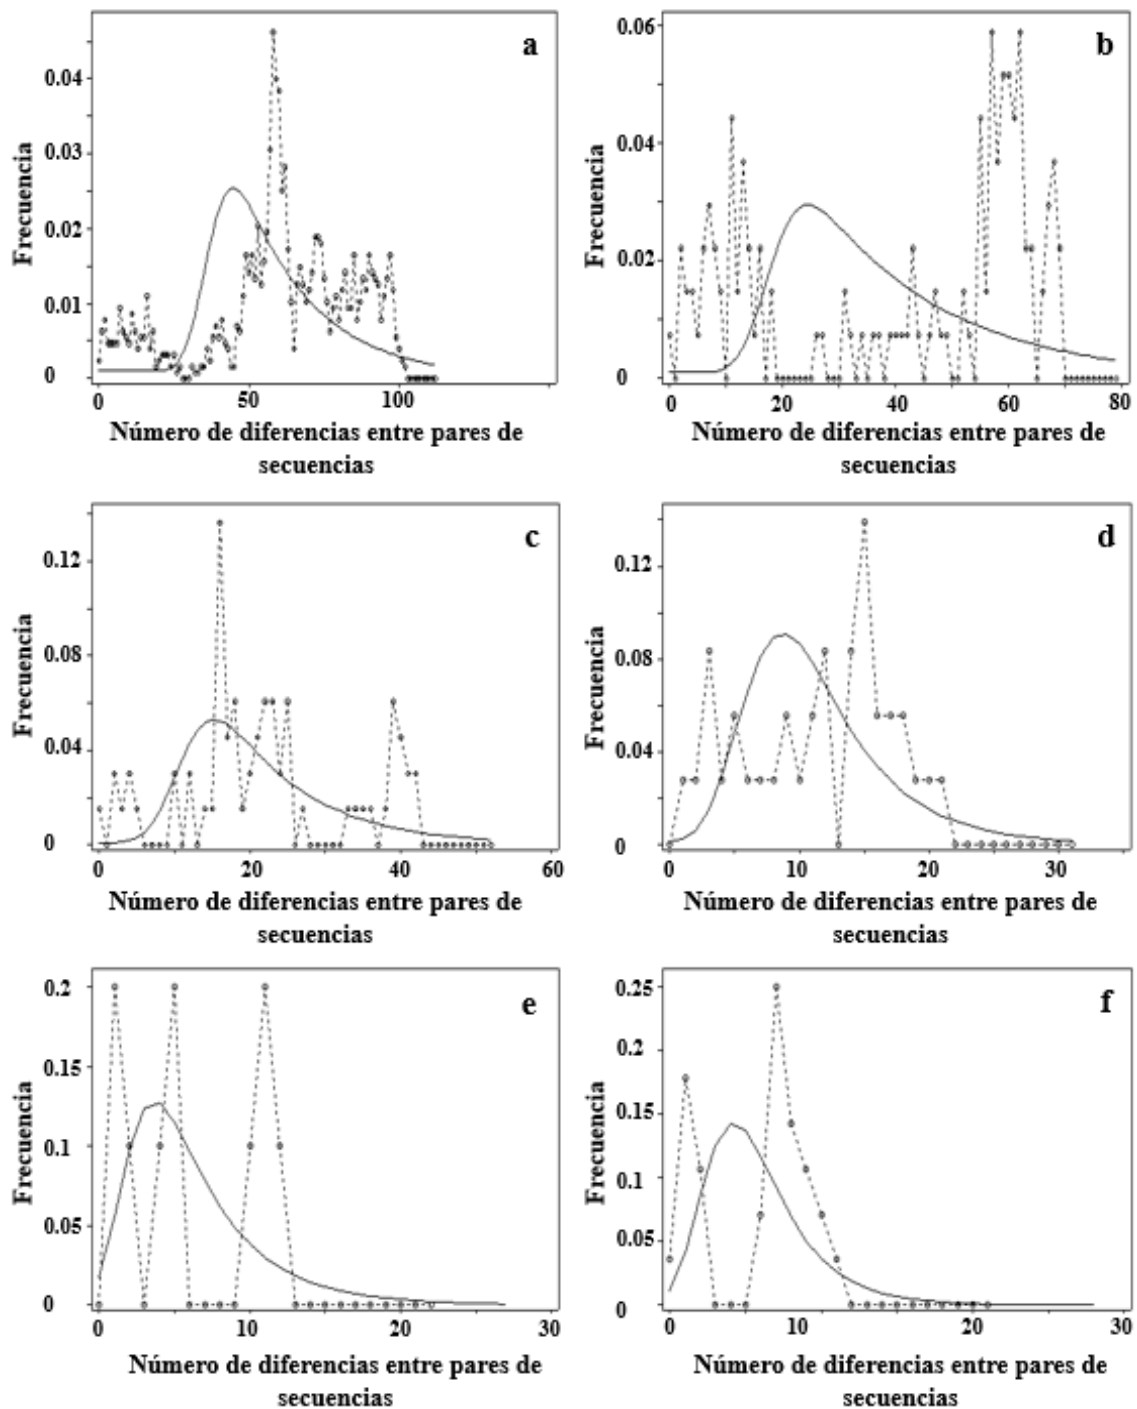 a
0.04
0.03
0.02
0.01
0
0 50 100
Frecuencia
Número de diferencias entre pares de
secuencias
b
0.06
0.04
0.02
0
0 20 40 60 80
Frecuencia
Número de diferencias entre pares de
secuencias
c
0.12
0.08
0.04
0
0 20 40 60
Frecuencia
Número de diferencias entre pares de
secuencias
d
0.12
0.08
0.04
0
0 10 20 30
Frecuencia
Número de diferencias entre pares de
secuencias
e
0.2
0.15
0.1
0.05
0
0 10 20 30
Frecuencia
Número de diferencias entre pares de
secuencias
f
0.25
0.2
0.15
0.1
0.05
0
0 10 20 30
Frecuencia
Número de diferencias entre pares de
secuencias